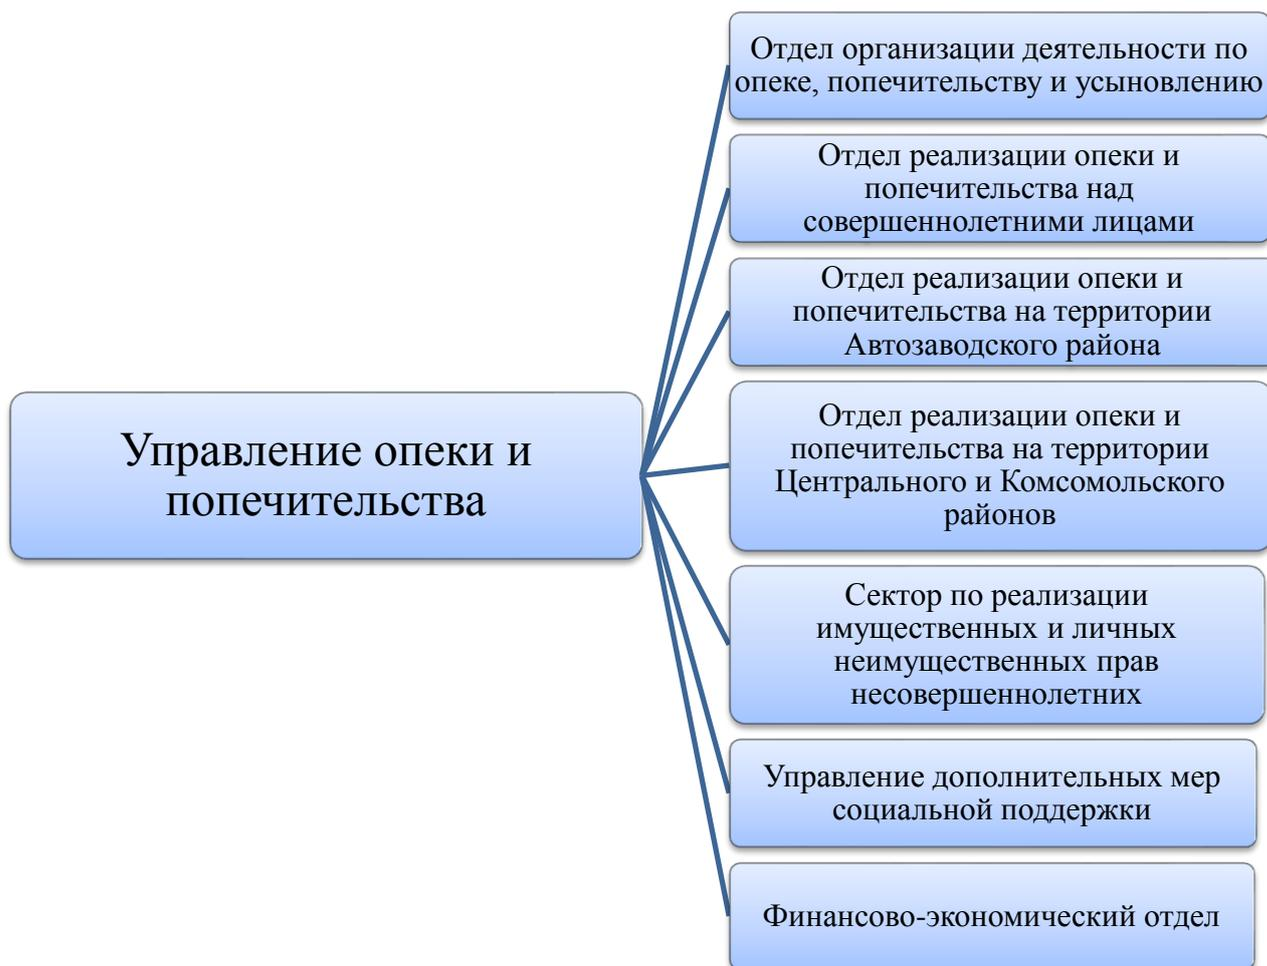 Отдел организации деятельности по
опеке, попечительству и усыновлению
Отдел реализации опеки и
попечительства над
совершеннолетними лицами
Отдел реализации опеки и
попечительства на территории
Автозаводского района
Управление опеки и
попечительства
Отдел реализации опеки и
попечительства на территории
Центрального и Комсомольского
районов
Сектор по реализации
имущественных и личных
неимущественных прав
несовершеннолетних
Управление дополнительных мер
социальной поддержки
Финансово-экономический отдел